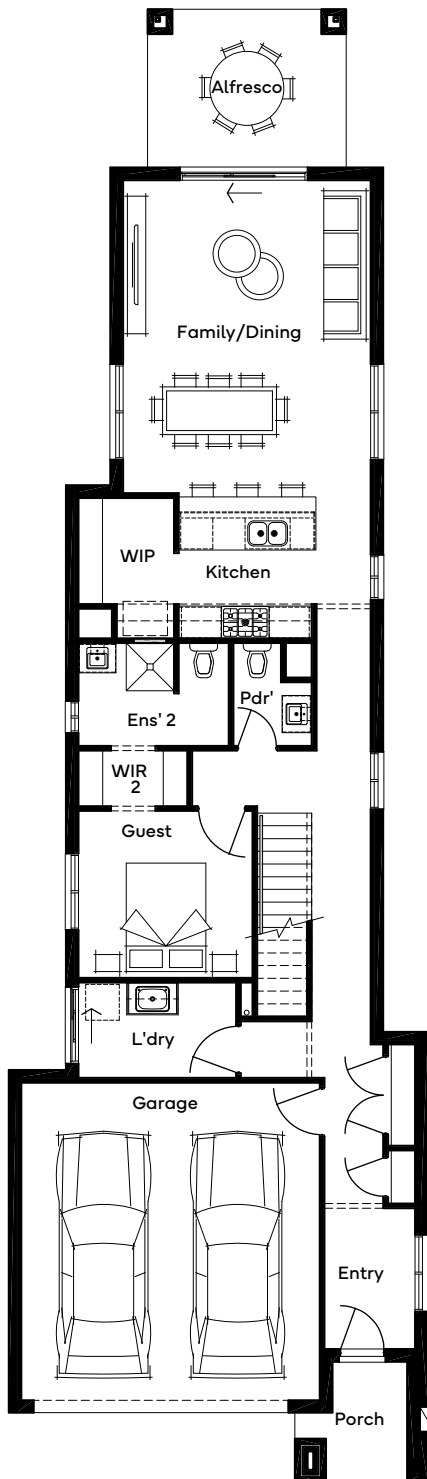 Alfresco
Family/Dining
WIP
Kitchen
Pdr'
Ens' 2
WIR
2
Guest
L'dry
Garage
Entry
Porch